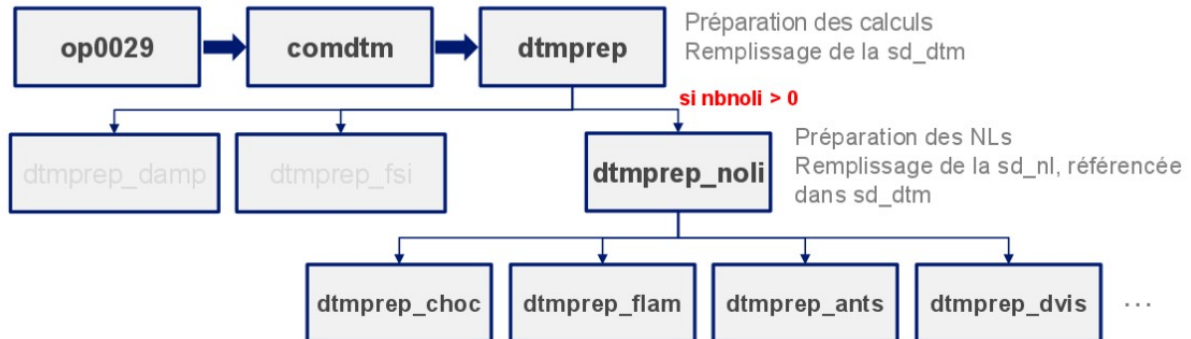 op0029
comdtm
dtmprep
Préparation des calculs
Remplissage de la sd_dtm
si nbnoli > 0
dtmprep_damp
dtmprep_fsi
dtmprep_noli
Préparation des NLs
Remplissage de la sd_nl, référencée
dans sd_dtm
dtmprep_choc
dtmprep_flam
dtmprep_ants
dtmprep_dvis
...